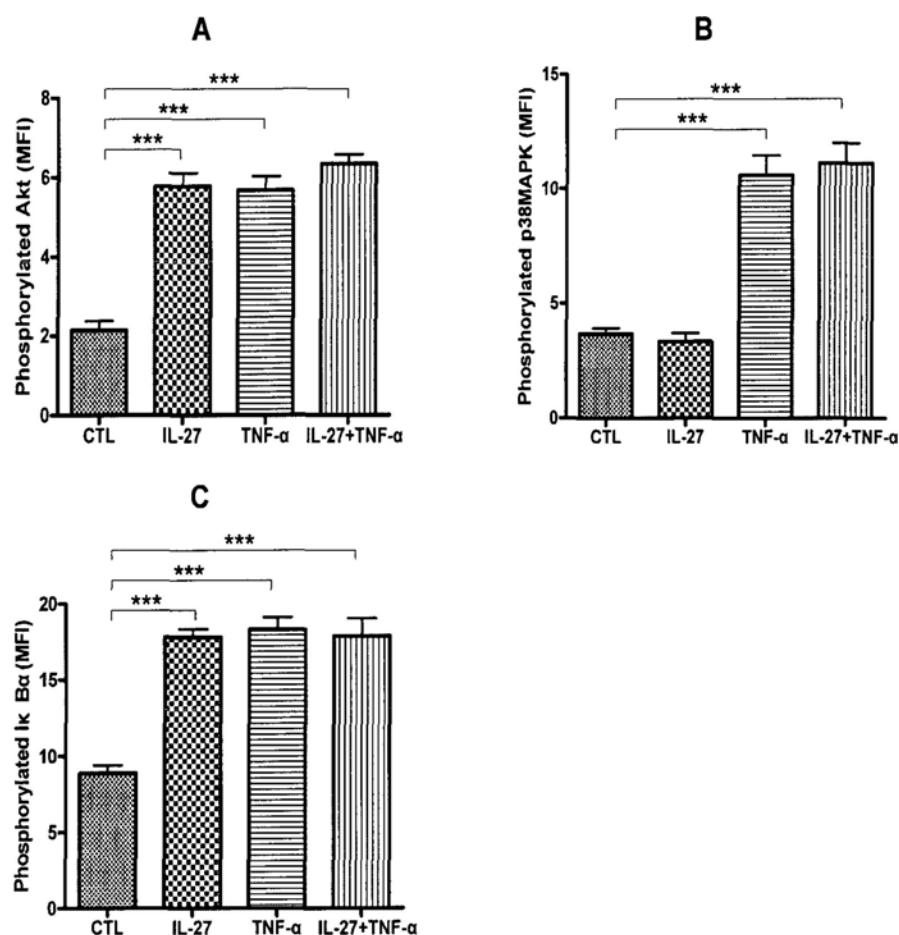 A
Phosphorylated Akt (MFI)
8
6
4
2
0
***
***
***
CTL
IL-27
TNF-α
IL-27+TNF-α
B
Phosphorylated p38MAPK (MFI)
15
10
5
0
***
***
CTL
IL-27
TNF-α
IL-27+TNF-α
C
Phosphorylated Iκ Bα (MFI)
20
15
10
5
0
***
***
***
CTL
IL-27
TNF-α
IL-27+TNF-α